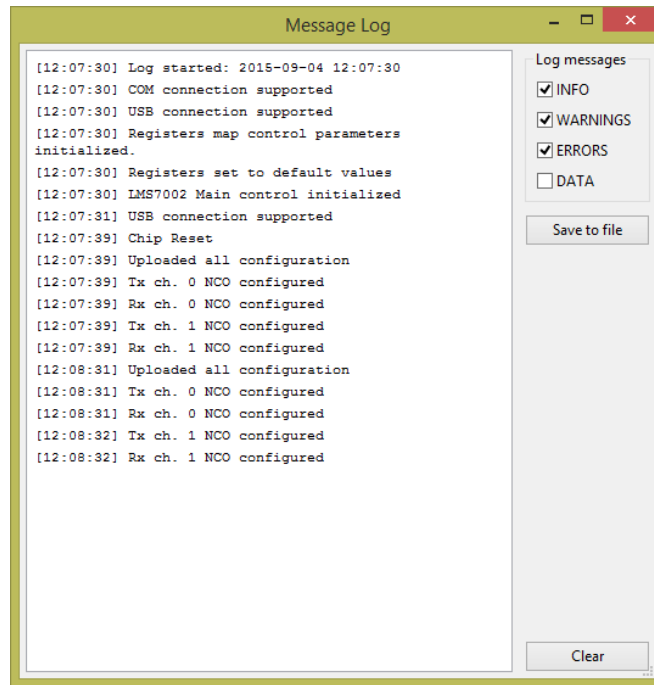 Message Log
[12:07:30] Log started: 2015-09-04 12:07:30
[12:07:30] COM connection supported
[12:07:30] USB connection supported
[12:07:30] Registers map control parameters
initialized.
[12:07:30] Registers set to default values
[12:07:30] LMS7002 Main control initialized
[12:07:31] USB connection supported
[12:07:39] Chip Reset
[12:07:39] Uploaded all configuration
[12:07:39] Tx ch. 0 NCO configured
[12:07:39] Rx ch. 0 NCO configured
[12:07:39] Tx ch. 1 NCO configured
[12:07:39] Rx ch. 1 NCO configured
[12:08:31] Uploaded all configuration
[12:08:31] Tx ch. 0 NCO configured
[12:08:31] Rx ch. 0 NCO configured
[12:08:32] Tx ch. 1 NCO configured
[12:08:32] Rx ch. 1 NCO configured
Log messages
INFO
WARNINGS
ERRORS
DATA
Save to file
Clear